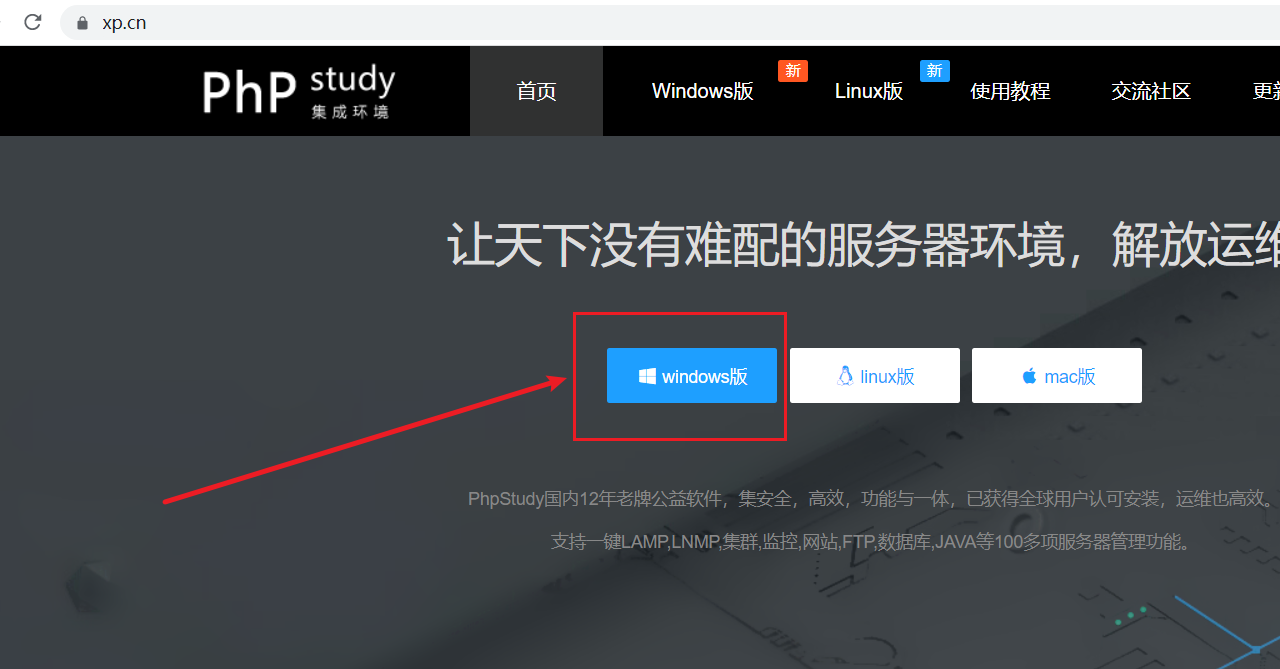 xp.cn
PhP study
集成环境
首页
Windows版
新
Linux版
新
使用教程
交流社区
更新
让天下没有难配的服务器环境，解放运维
windows版
linux版
mac版
PhpStudy国内12年老牌公益软件，集安全，高效，功能与一体，已获得全球用户认可安装，运维也高效。
支持一键LAMP,LNMP,集群,监控,网站,FTP,数据库,JAVA等100多项服务器管理功能。